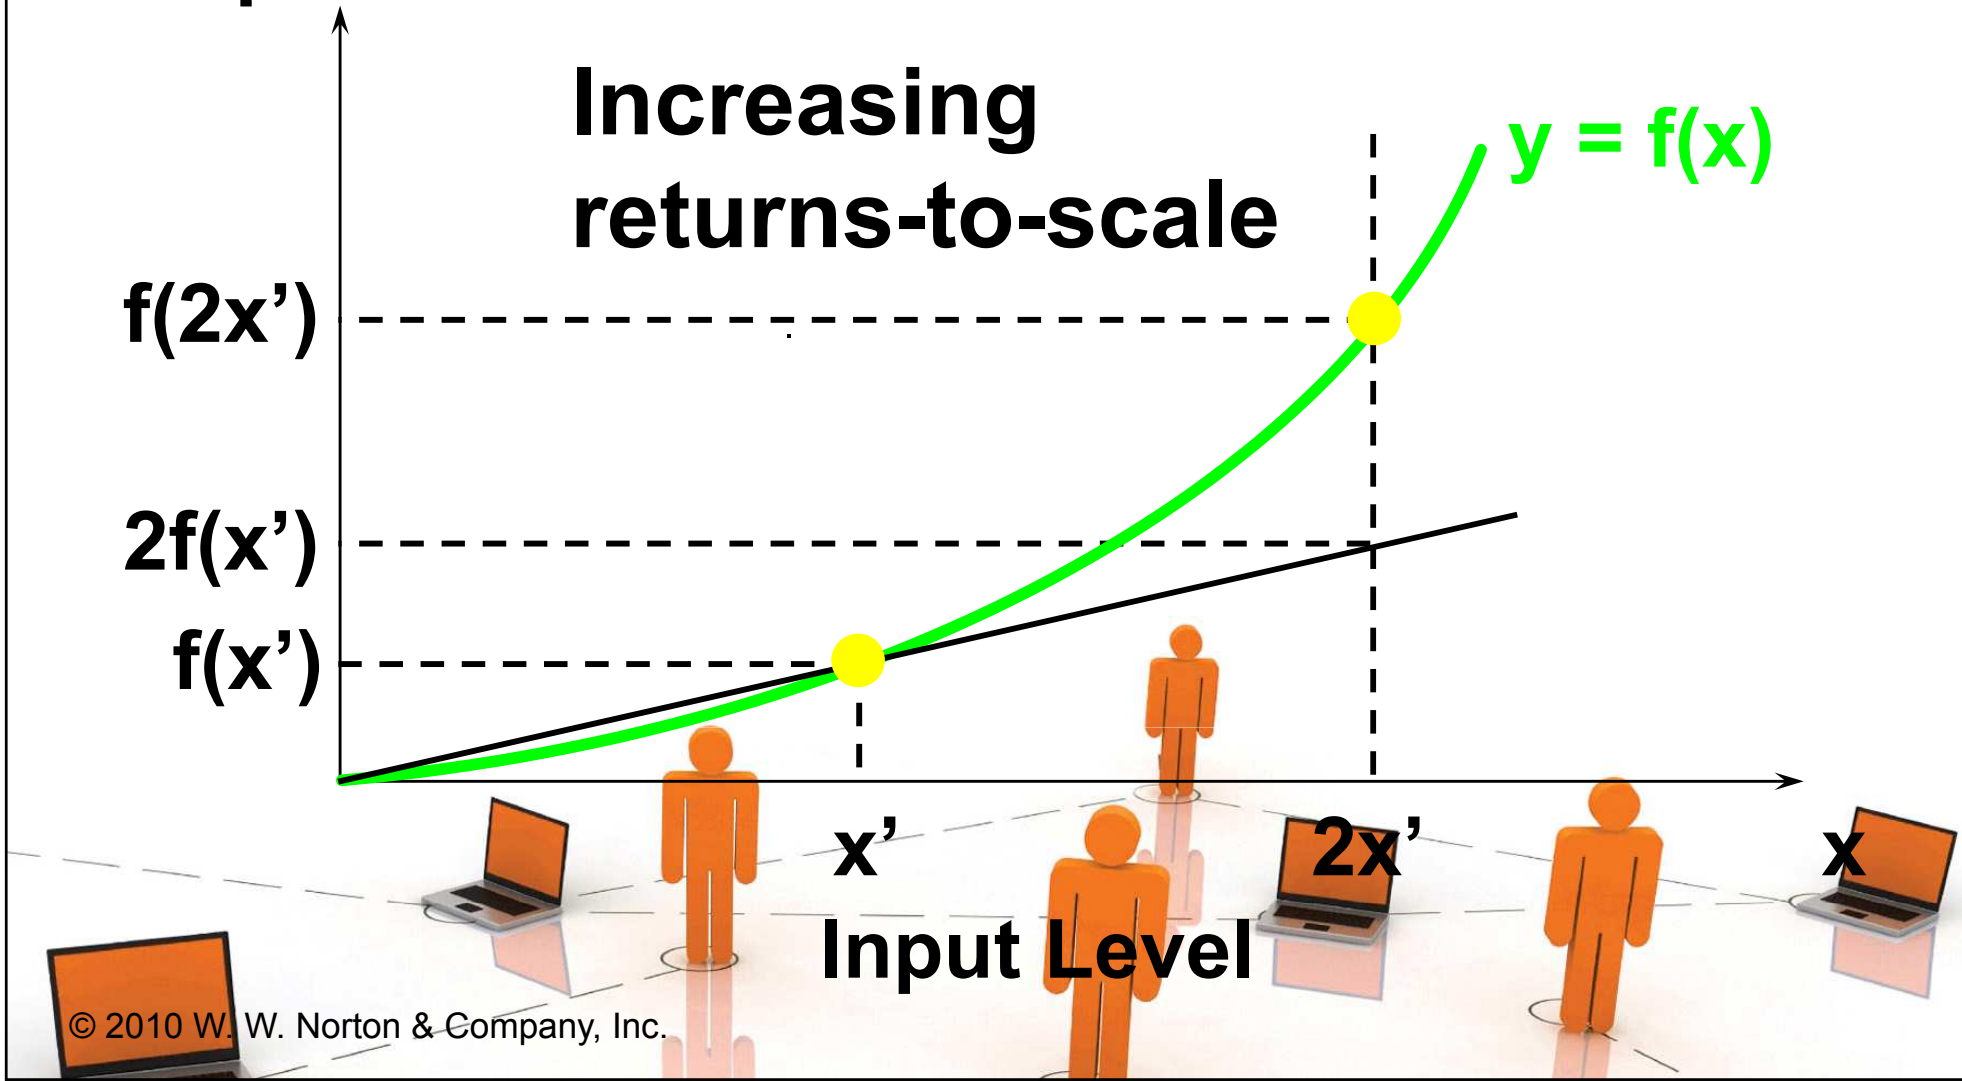 Increasing
returns-to-scale
y = f(x)
f(2x’)
2f(x’)
f(x’)
x’
2x’
x
Input Level
© 2010 W. W. Norton & Company, Inc.